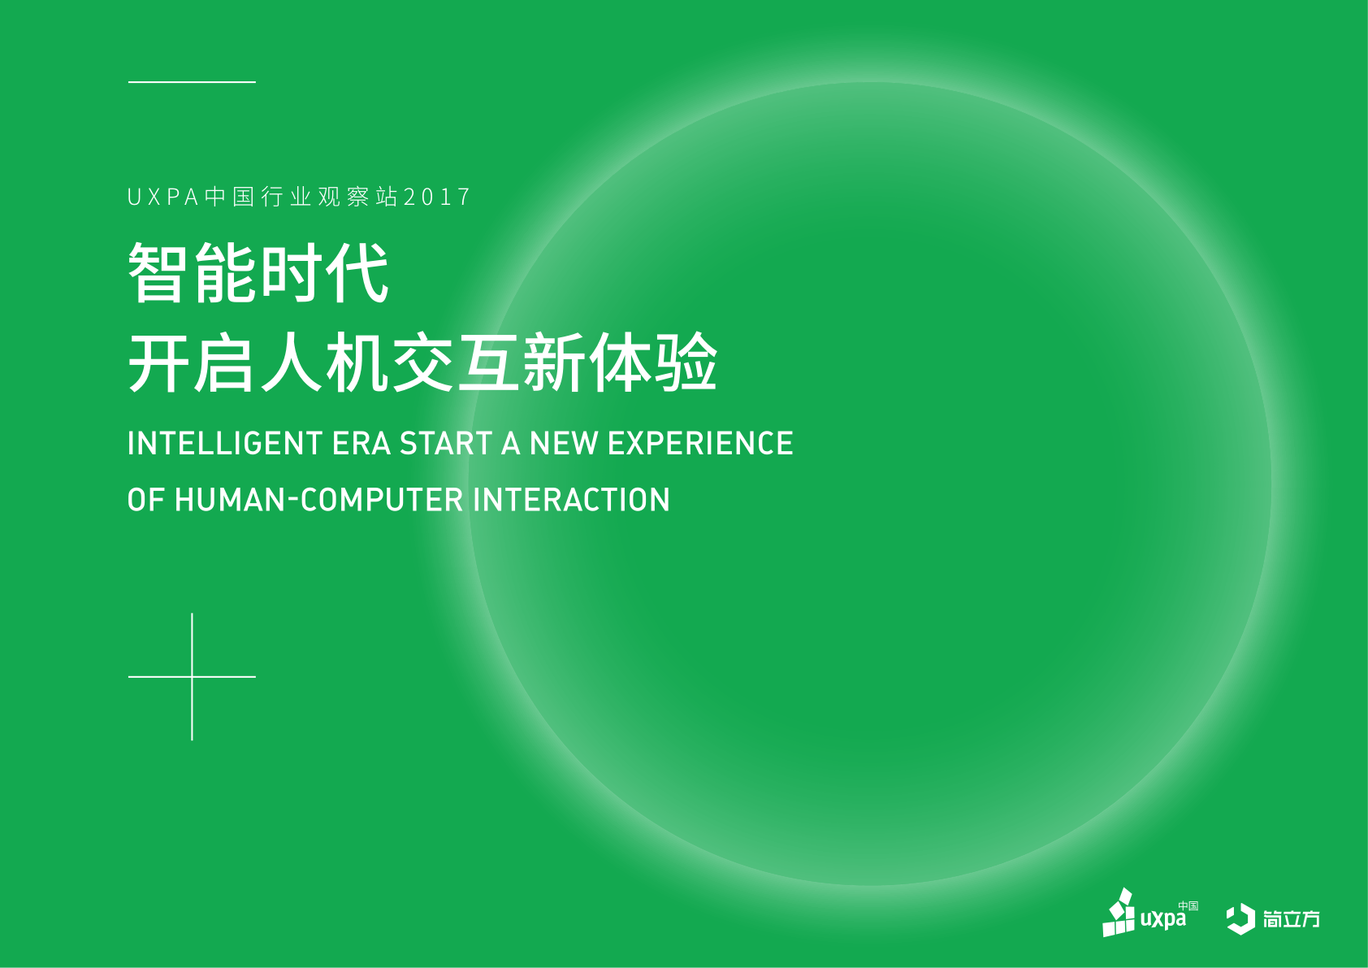 UXPA中国行业观察站2017
智能时代
开启人机交互新体验
INTELLIGENT ERA START A NEW EXPERIENCE
OF HUMAN-COMPUTER INTERACTION
uxpa中国 简立方